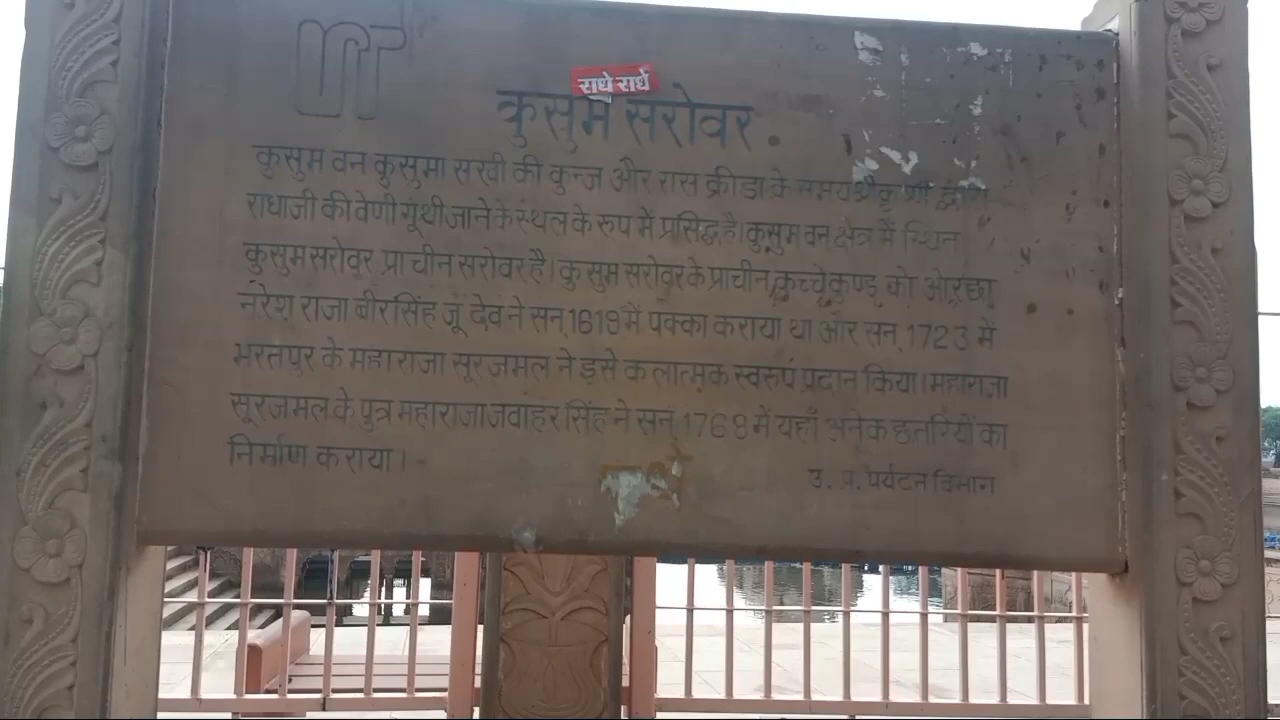 राधे राधे
कुसुम सरोवर
कुसुम वन कुसुमा सखी की कुन्ज और रास क्रीडा के समय श्रीकृष्ण द्वारा
राधाजी की वेणी गूंथी जाने के स्थल के रूप में प्रसिद्ध है। कुसुम वन क्षेत्र में स्थित
कुसुम सरोवर प्राचीन सरोवर है। कुसुम सरोवर के प्राचीन कच्चे कुण्ड को ओरछा
नरेश राजा बीरसिंह जू देव ने सन् 1619 में पक्का कराया था और सन् 1723 में
भरतपुर के महाराजा सूरजमल ने इसे कलात्मक स्वरुप प्रदान किया। महाराजा
सूरजमल के पुत्र महाराजा जवाहर सिंह ने सन् 1768 में यहाँ अनेक छतरियों का
निर्माण कराया।
उ. प्र. पर्यटन विभाग